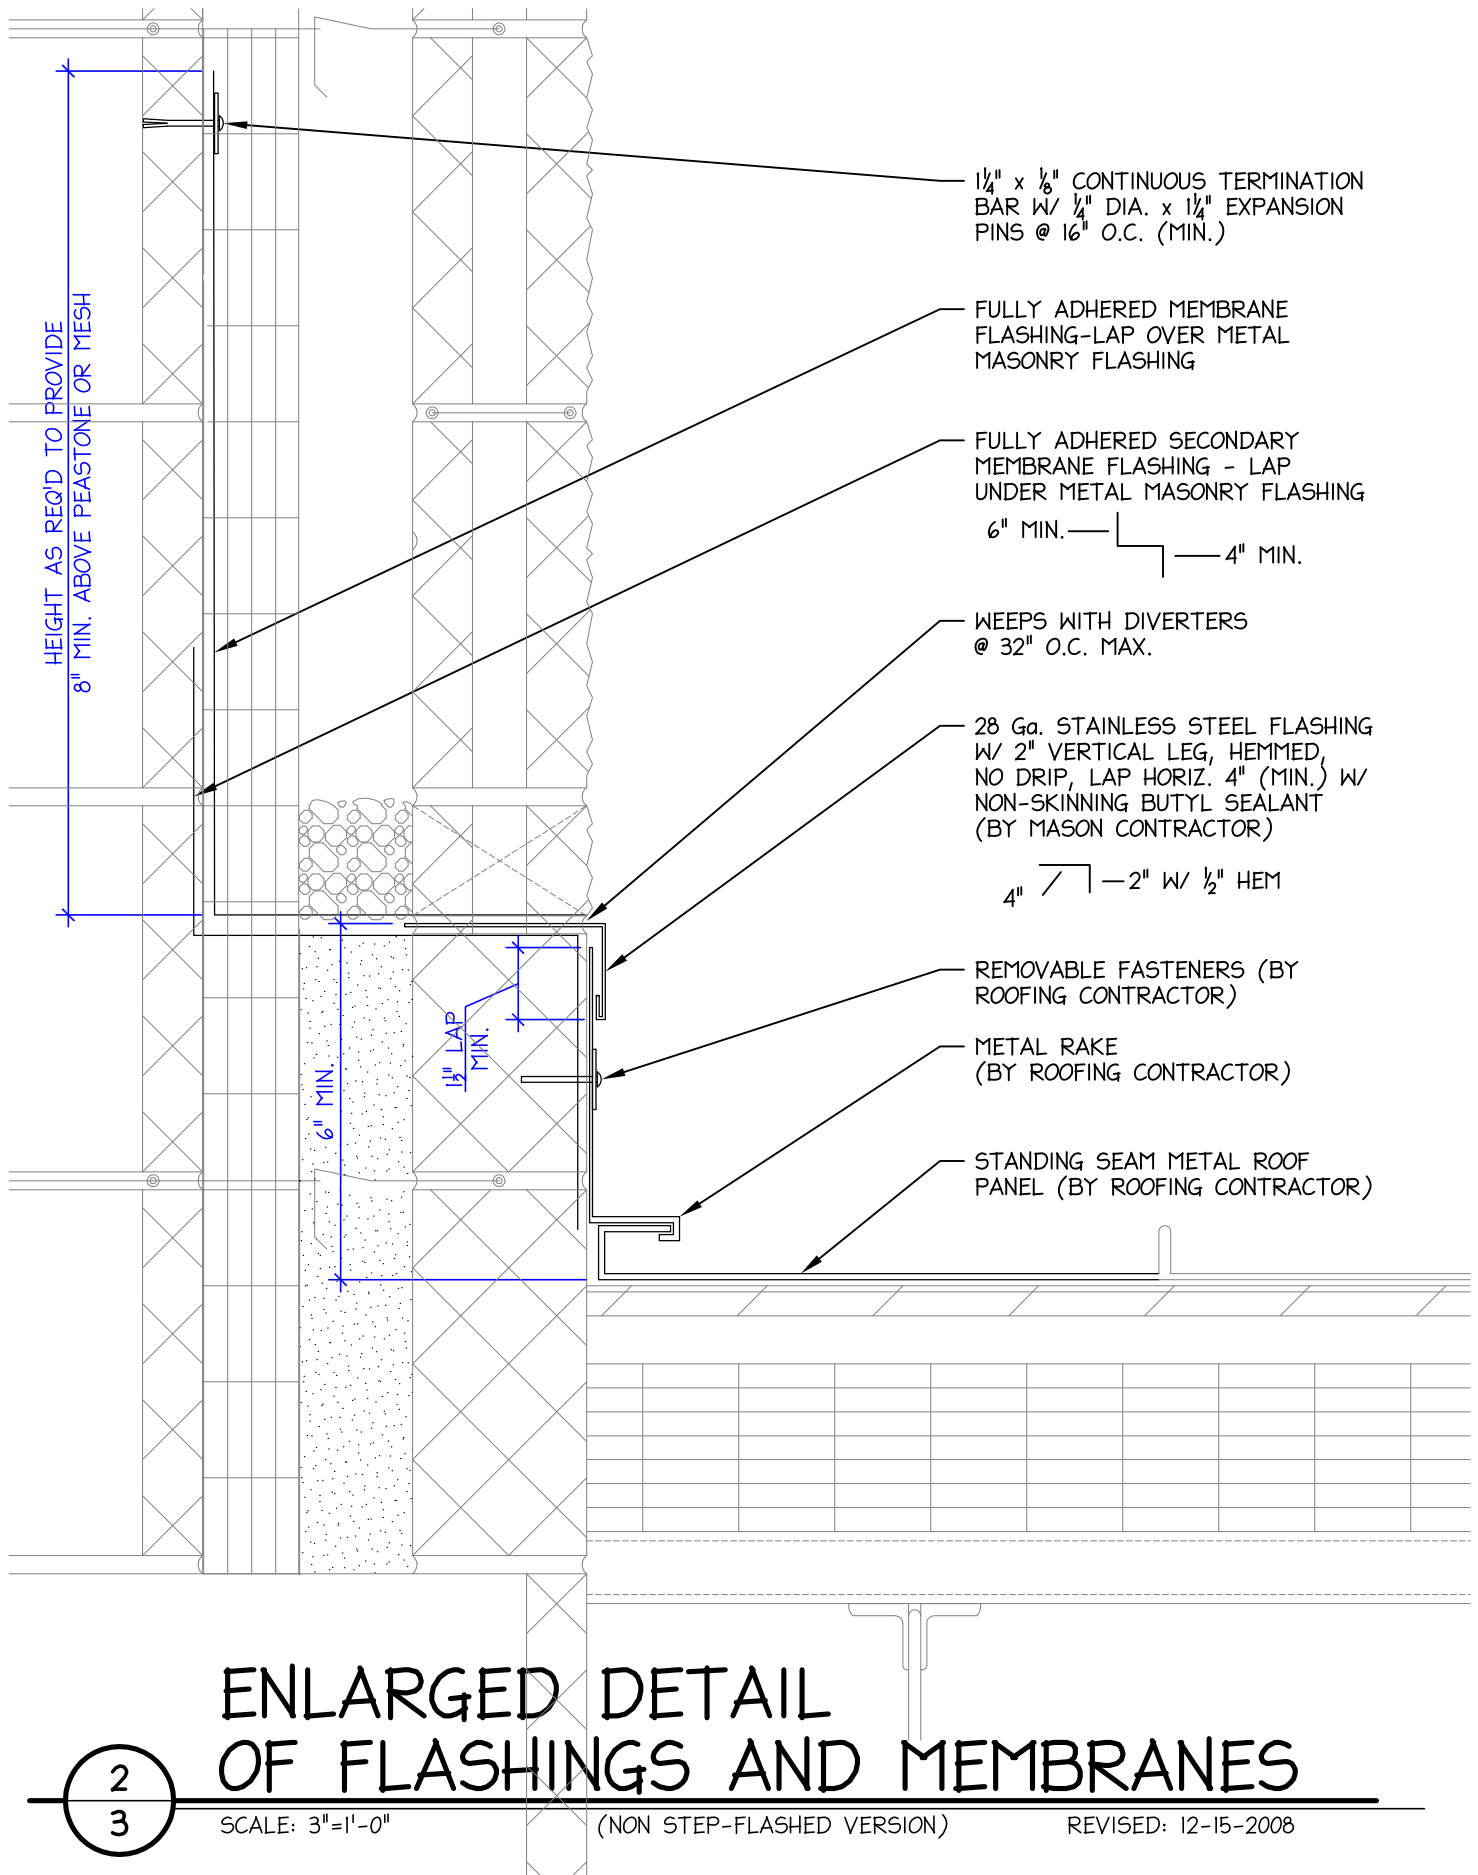 1¼" x ⅛" CONTINUOUS TERMINATION
BAR W/ ¼" DIA. x 1¼" EXPANSION
PINS @ 16" O.C. (MIN.)
FULLY ADHERED MEMBRANE
FLASHING-LAP OVER METAL
MASONRY FLASHING
FULLY ADHERED SECONDARY
MEMBRANE FLASHING - LAP
UNDER METAL MASONRY FLASHING
6" MIN.
4" MIN.
WEEPS WITH DIVERTERS
@ 32" O.C. MAX.
28 Ga. STAINLESS STEEL FLASHING
W/ 2" VERTICAL LEG, HEMMED,
NO DRIP, LAP HORIZ. 4" (MIN.) W/
NON-SKINNING BUTYL SEALANT
(BY MASON CONTRACTOR)
4"
2" W/ ½" HEM
REMOVABLE FASTENERS (BY
ROOFING CONTRACTOR)
METAL RAKE
(BY ROOFING CONTRACTOR)
STANDING SEAM METAL ROOF
PANEL (BY ROOFING CONTRACTOR)
HEIGHT AS REQ'D TO PROVIDE
8" MIN. ABOVE PEASTONE OR MESH
1½" LAP
MIN.
6" MIN.
ENLARGED DETAIL
OF FLASHINGS AND MEMBRANES
2
3
SCALE: 3"=1'-0"
(NON STEP-FLASHED VERSION)
REVISED: 12-15-2008